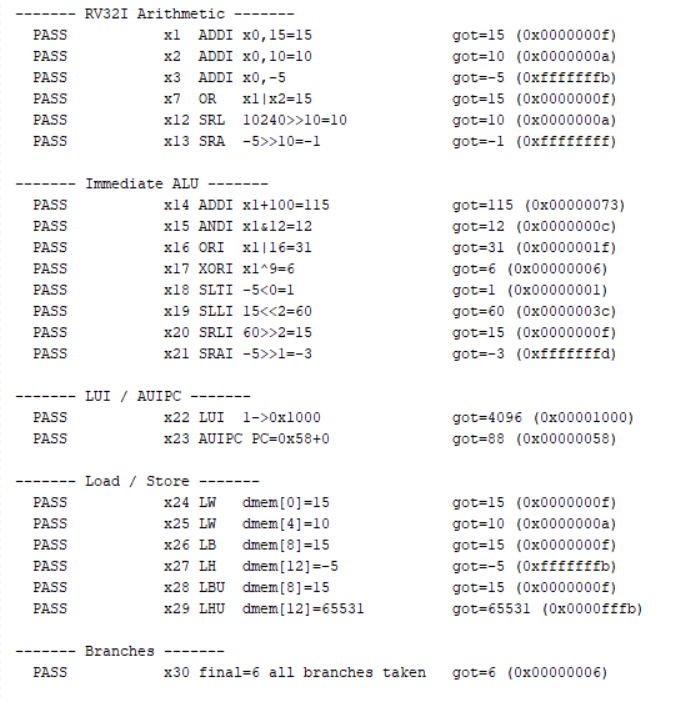 ------- RV32I Arithmetic -------
PASS x1 ADDI x0,15=15 got=15 (0x0000000f)
PASS x2 ADDI x0,10=10 got=10 (0x0000000a)
PASS x3 ADDI x0,-5 got=-5 (0xfffffffb)
PASS x7 OR x1|x2=15 got=15 (0x0000000f)
PASS x12 SRL 10240>>10=10 got=10 (0x0000000a)
PASS x13 SRA -5>>10=-1 got=-1 (0xffffffff)
------- Immediate ALU -------
PASS x14 ADDI x1+100=115 got=115 (0x00000073)
PASS x15 ANDI x1&12=12 got=12 (0x0000000c)
PASS x16 ORI x1|16=31 got=31 (0x0000001f)
PASS x17 XORI x1^9=6 got=6 (0x00000006)
PASS x18 SLTI -5<0=1 got=1 (0x00000001)
PASS x19 SLLI 15<<2=60 got=60 (0x0000003c)
PASS x20 SRLI 60>>2=15 got=15 (0x0000000f)
PASS x21 SRAI -5>>1=-3 got=-3 (0xfffffffd)
------- LUI / AUIPC -------
PASS x22 LUI 1->0x1000 got=4096 (0x00001000)
PASS x23 AUIPC PC=0x58+0 got=88 (0x00000058)
------- Load / Store -------
PASS x24 LW dmem[0]=15 got=15 (0x0000000f)
PASS x25 LW dmem[4]=10 got=10 (0x0000000a)
PASS x26 LB dmem[8]=15 got=15 (0x0000000f)
PASS x27 LH dmem[12]=-5 got=-5 (0xfffffffb)
PASS x28 LBU dmem[8]=15 got=15 (0x0000000f)
PASS x29 LHU dmem[12]=65531 got=65531 (0x0000fffb)
------- Branches -------
PASS x30 final=6 all branches taken got=6 (0x00000006)